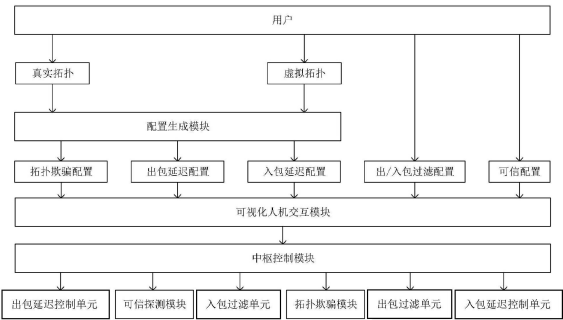 用户
真实拓扑
虚拟拓扑
配置生成模块
拓扑欺骗配置
出包延迟配置
入包延迟配置
出/入包过滤配置
可信配置
可视化人机交互模块
中枢控制模块
出包延迟控制单元
可信探测模块
入包过滤单元
拓扑欺骗模块
出包过滤单元
入包延迟控制单元